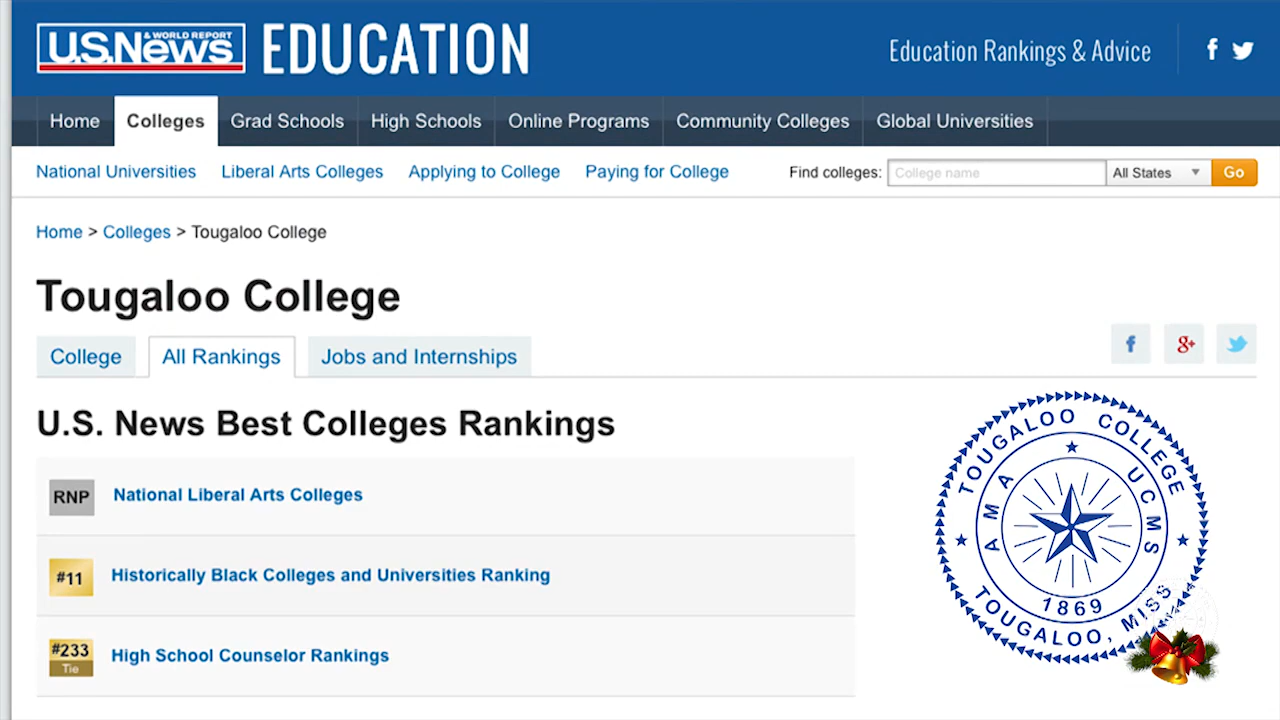 U.S.News & WORLD REPORT EDUCATION
Education Rankings & Advice
Home Colleges Grad Schools High Schools Online Programs Community Colleges Global Universities
National Universities Liberal Arts Colleges Applying to College Paying for College Find colleges: College name All States Go
Home > Colleges > Tougaloo College
Tougaloo College
College All Rankings Jobs and Internships
U.S. News Best Colleges Rankings
RNP National Liberal Arts Colleges
#11 Historically Black Colleges and Universities Ranking
#233 Tie High School Counselor Rankings
TOUGALOO COLLEGE
AMA UCMS
1869
TOUGALOO, MISS